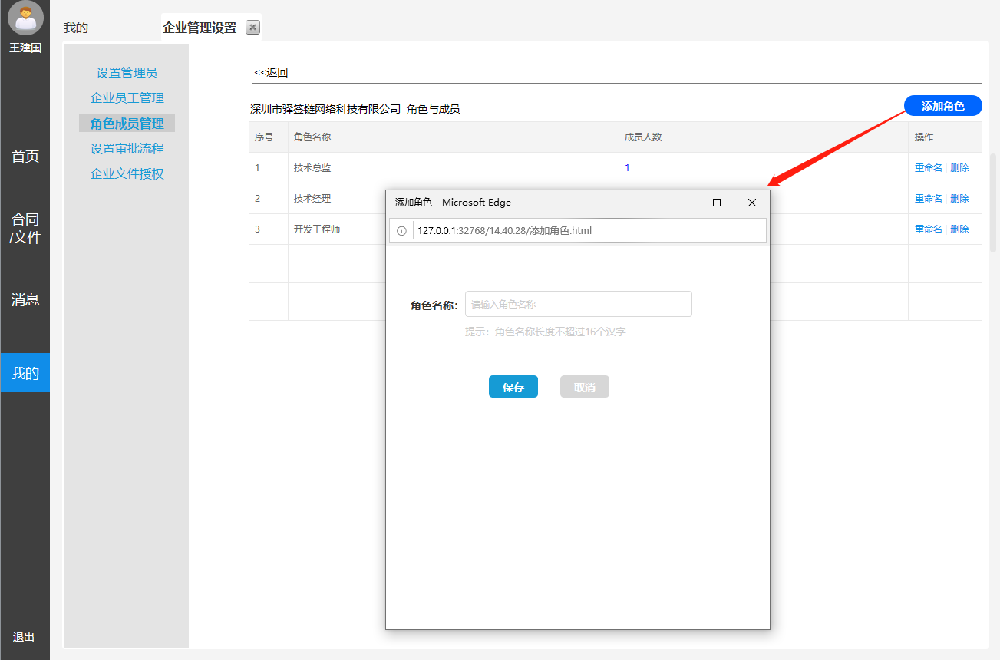 王建国
首页
合同
/文件
消息
我的
退出
我的
企业管理设置
设置管理员
企业员工管理
角色成员管理
设置审批流程
企业文件授权
<<返回
深圳市驿签链网络科技有限公司 角色与成员
添加角色
序号 角色名称 成员人数 操作
1 技术总监 1 重命名 删除
2 技术经理 重命名 删除
3 开发工程师 重命名 删除
添加角色 - Microsoft Edge
127.0.0.1:32768/14.40.28/添加角色.html
角色名称： 请输入角色名称
提示：角色名称长度不超过16个汉字
保存 取消